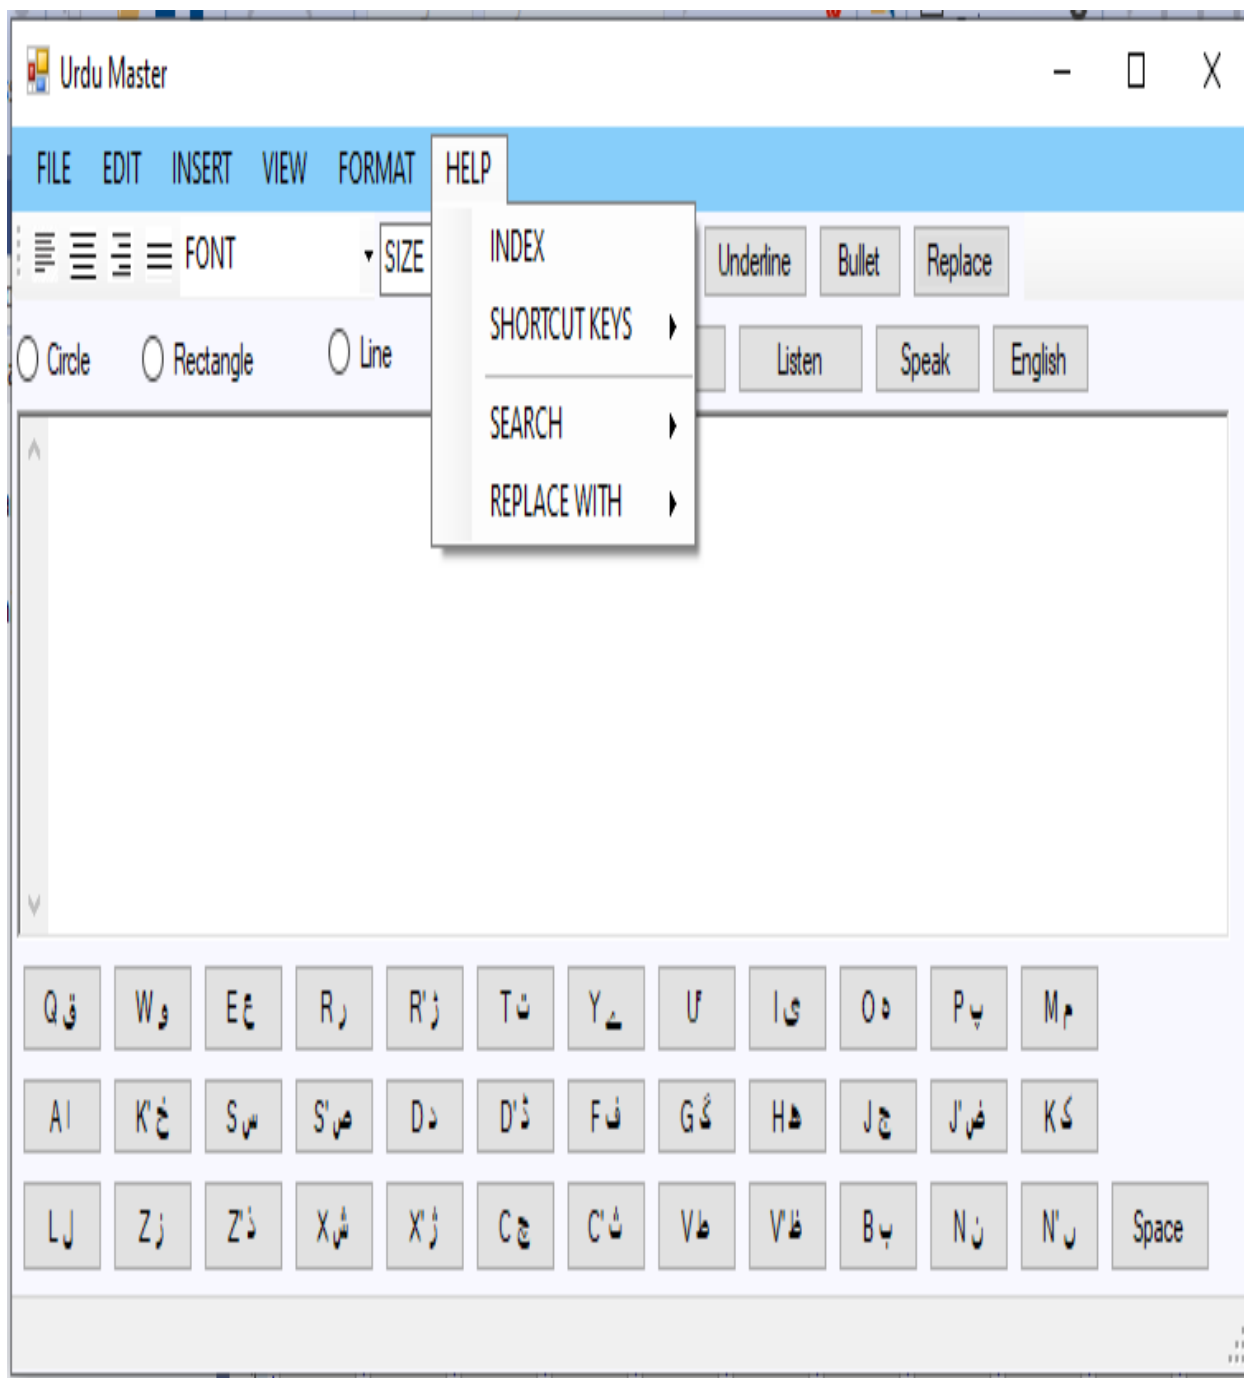 Urdu Master
FILE EDIT INSERT VIEW FORMAT HELP
FONT SIZE Underline Bullet Replace
INDEX
SHORTCUT KEYS
SEARCH
REPLACE WITH
Circle Rectangle Line Listen Speak English
Q ق W و E ع R ر R' ڑ T ت Y ے U ئ I ی O ہ P پ M م
A ا K' خ S س S' ص D د D' ڈ F ف G گ H ھ J ج J' ض K ک
L ل Z ز Z' ذ X ش X' ژ C چ C' ث V ط V' ظ B ب N ن N' ں Space